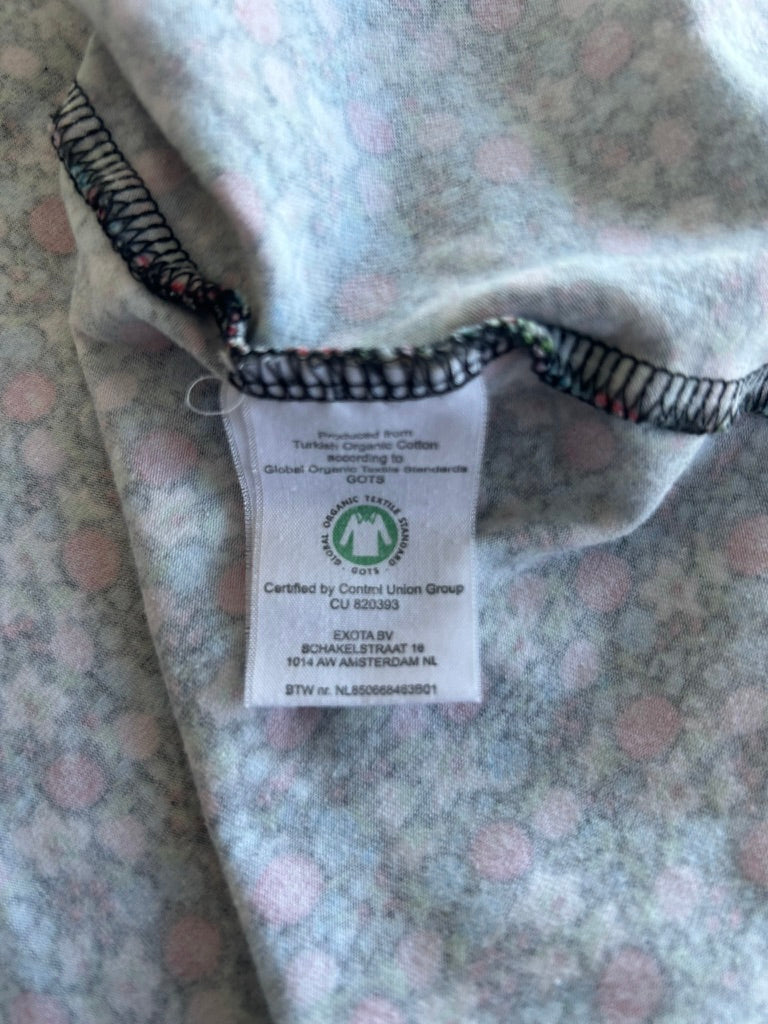 Produced from
Turkish Organic Cotton
according to
Global Organic Textile Standards
GOTS
GLOBAL ORGANIC TEXTILE STANDARD
· GOTS ·
Certified by Control Union Group
CU 820393
EXOTA BV
SCHAKELSTRAAT 16
1014 AW AMSTERDAM NL
BTW nr. NL850668463B01